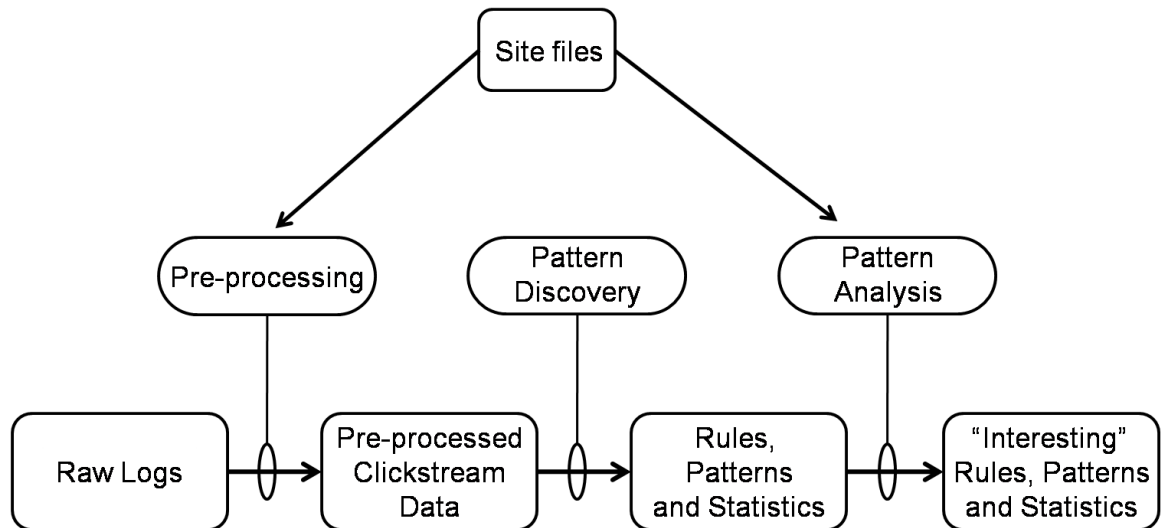 Site files
Pre-processing
Pattern
Discovery
Pattern
Analysis
Raw Logs
Pre-processed
Clickstream
Data
Rules,
Patterns
and Statistics
“Interesting”
Rules, Patterns
and Statistics